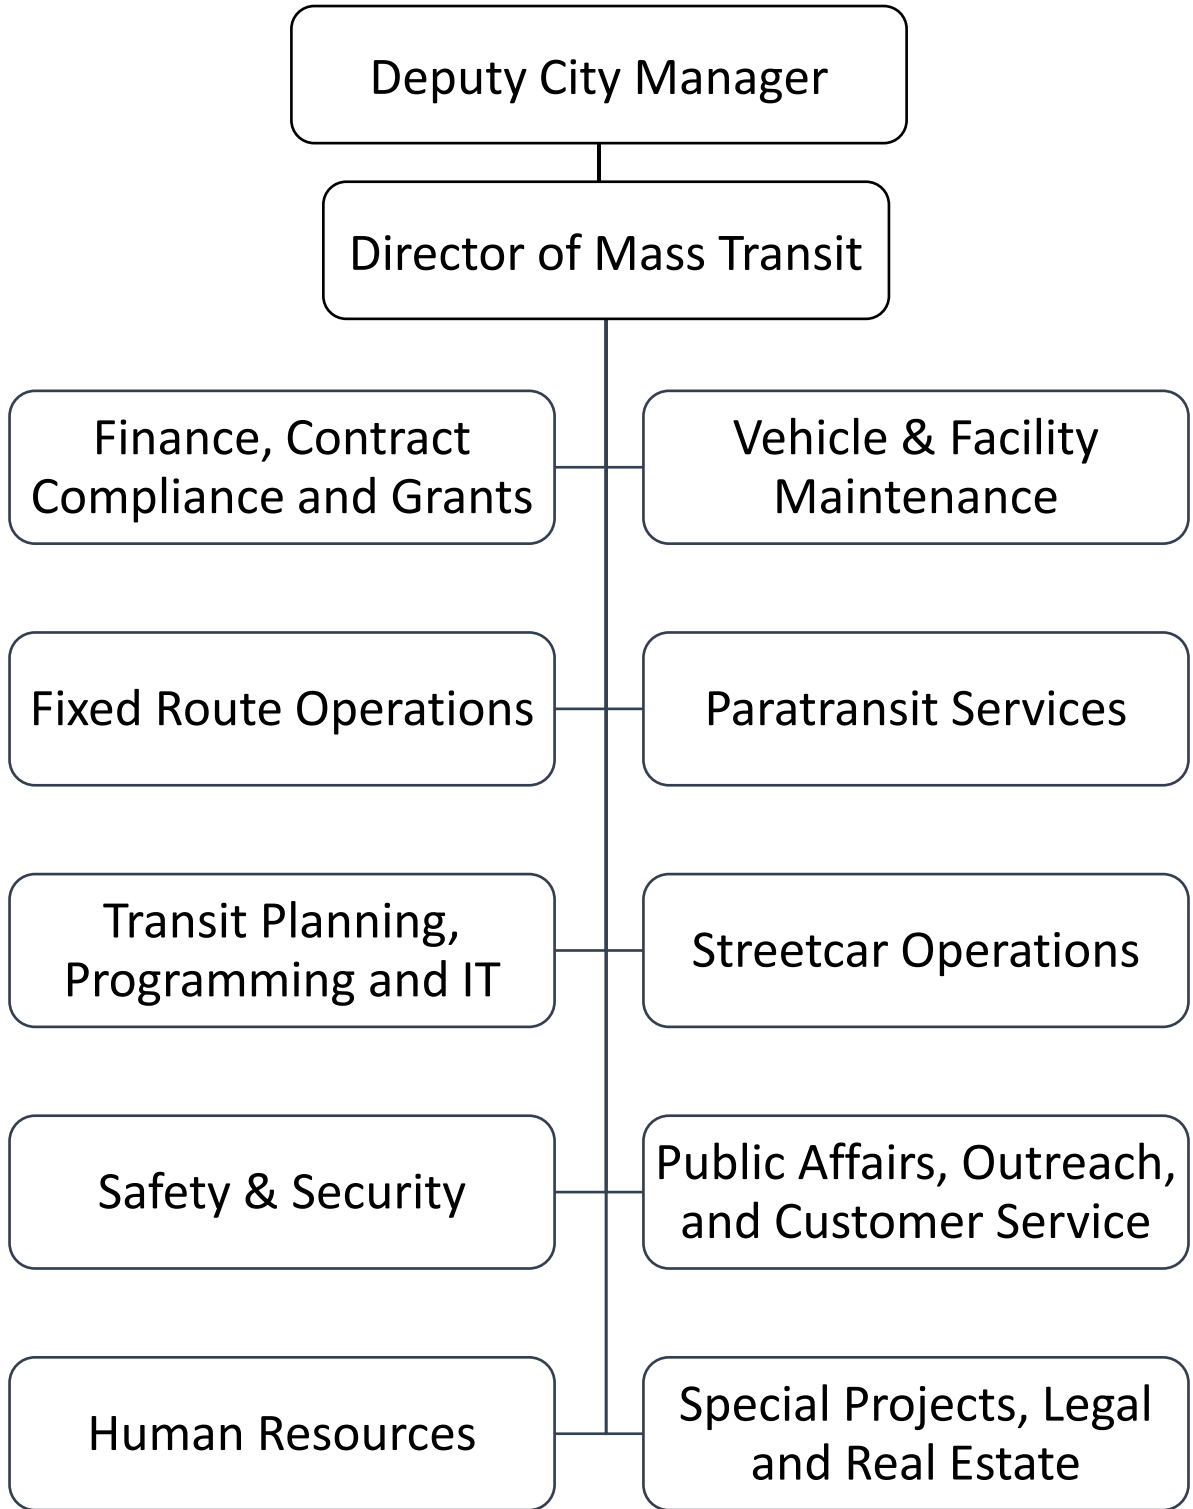 Deputy City Manager
Director of Mass Transit
Finance, Contract
Compliance and Grants
Vehicle & Facility
Maintenance
Fixed Route Operations
Paratransit Services
Transit Planning,
Programming and IT
Streetcar Operations
Safety & Security
Public Affairs, Outreach,
and Customer Service
Human Resources
Special Projects, Legal
and Real Estate